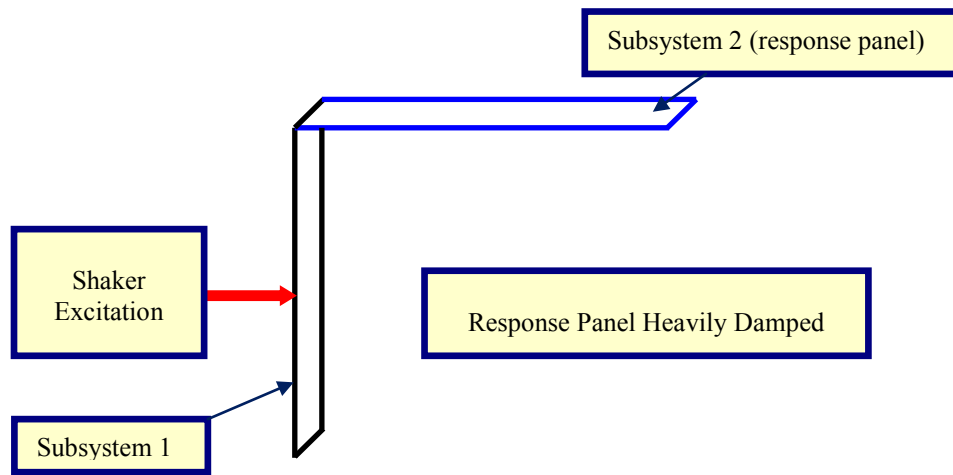 Subsystem 2 (response panel)
Shaker
Excitation
Response Panel Heavily Damped
Subsystem 1